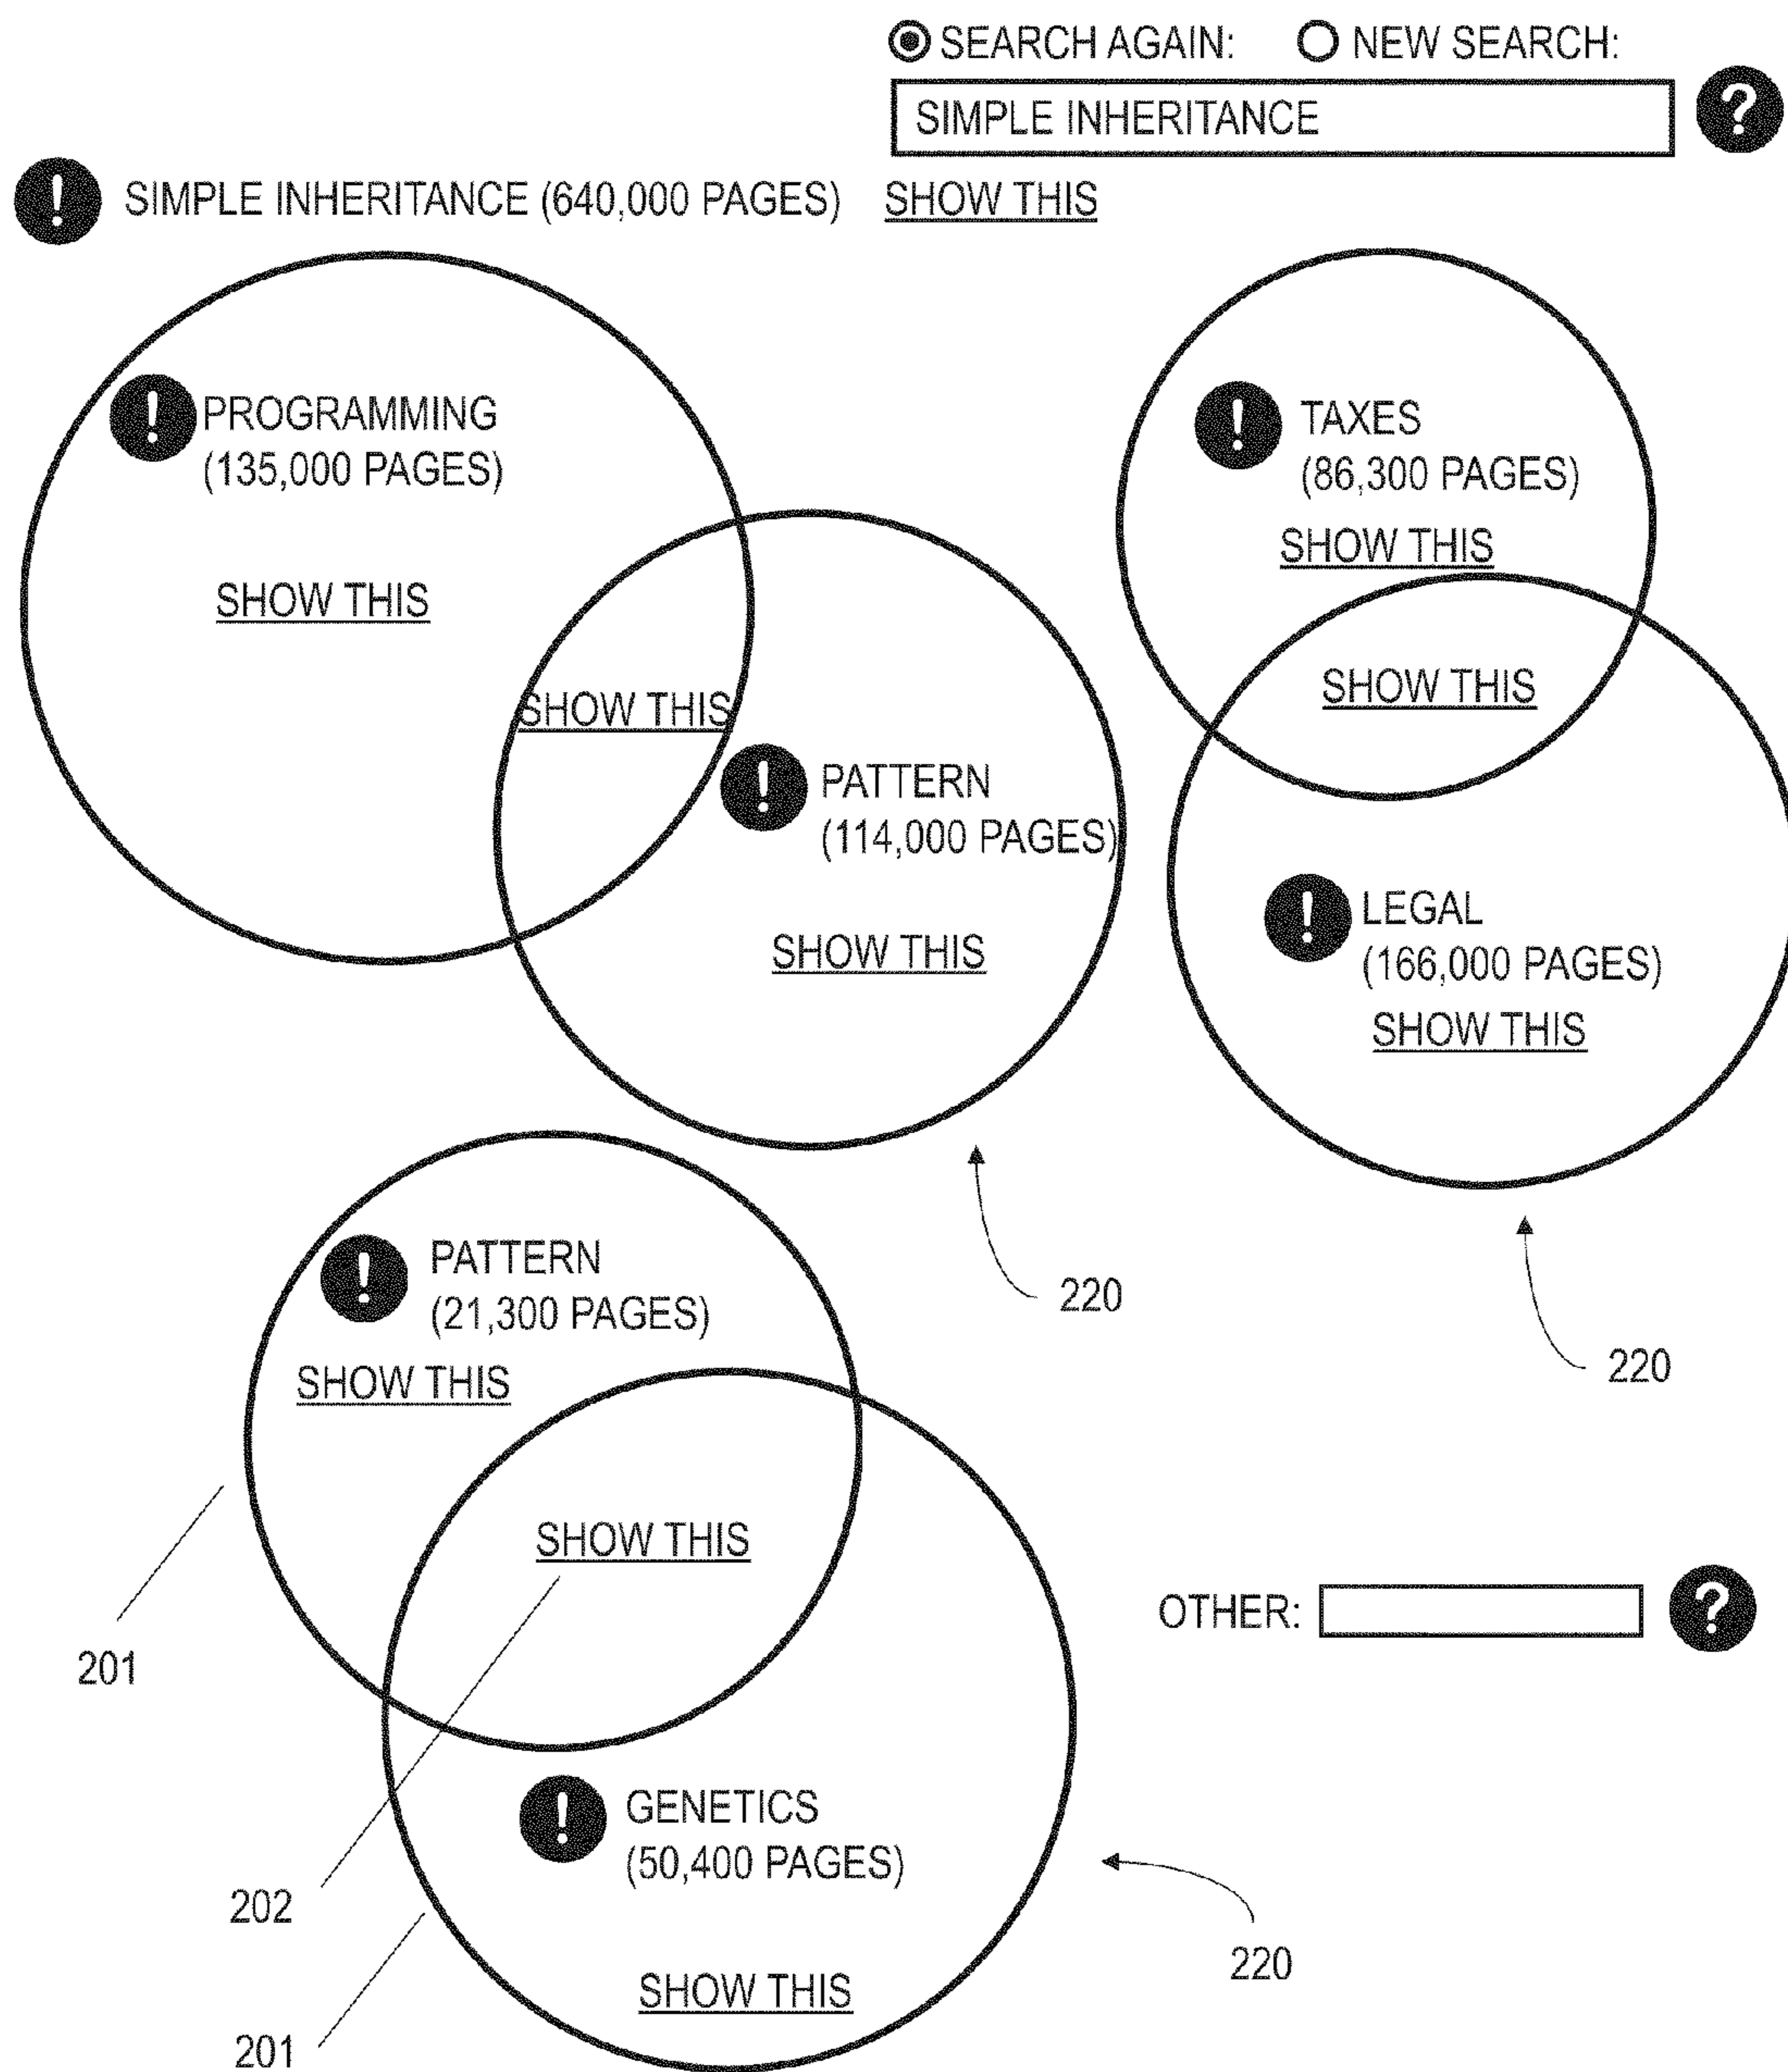 SEARCH AGAIN: NEW SEARCH:
SIMPLE INHERITANCE
?
! SIMPLE INHERITANCE (640,000 PAGES) SHOW THIS
! PROGRAMMING
(135,000 PAGES)
SHOW THIS
SHOW THIS
! PATTERN
(114,000 PAGES)
SHOW THIS
220
! TAXES
(86,300 PAGES)
SHOW THIS
SHOW THIS
! LEGAL
(166,000 PAGES)
SHOW THIS
220
! PATTERN
(21,300 PAGES)
SHOW THIS
201
SHOW THIS
202
! GENETICS
(50,400 PAGES)
SHOW THIS
201
220
OTHER: ?